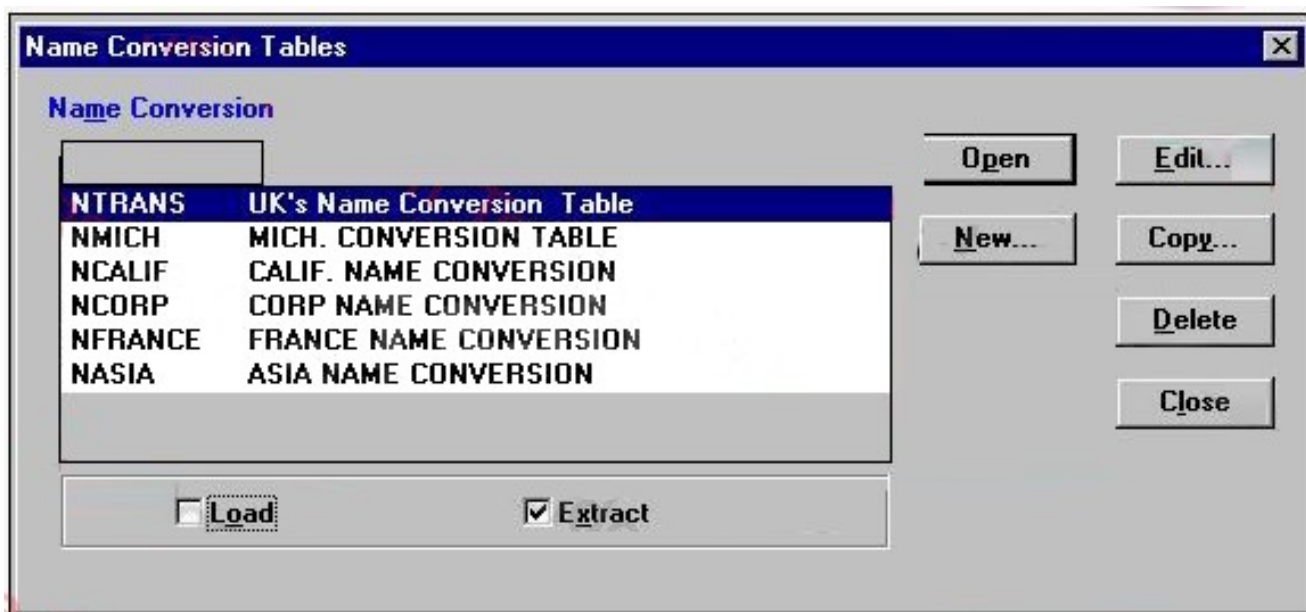 Name Conversion Tables
Name Conversion
Open Edit...
NTRANS UK's Name Conversion Table
NMICH MICH. CONVERSION TABLE
New... Copy...
NCALIF CALIF. NAME CONVERSION
NCORP CORP NAME CONVERSION
Delete
NFRANCE FRANCE NAME CONVERSION
NASIA ASIA NAME CONVERSION
Close
Load Extract